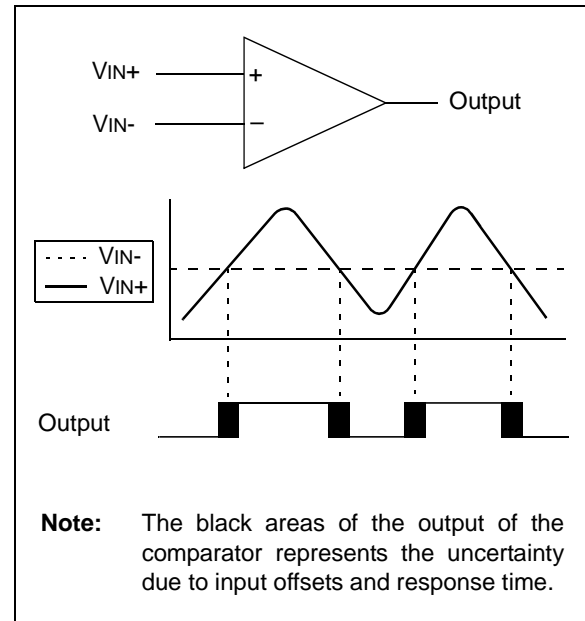 VIN+
+
Output
VIN-
–
VIN-
VIN+
Output
Note: The black areas of the output of the
comparator represents the uncertainty
due to input offsets and response time.